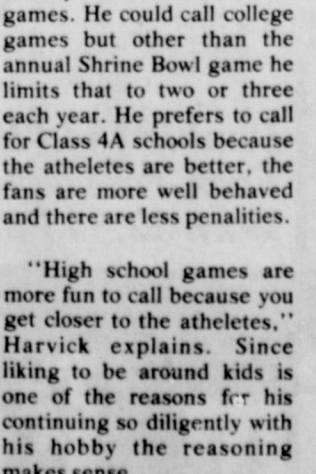 games. He could call college
games but other than the
annual Shrine Bowl game he
limits that to two or three
each year. He prefers to call
for Class 4A schools because
the atheletes are better, the
fans are more well behaved
and there are less penalities.
"High school games are
more fun to call because you
get closer to the atheletes,"
Harvick explains. Since
liking to be around kids is
one of the reasons for his
continuing so diligently with
his hobby the reasoning
makes sense